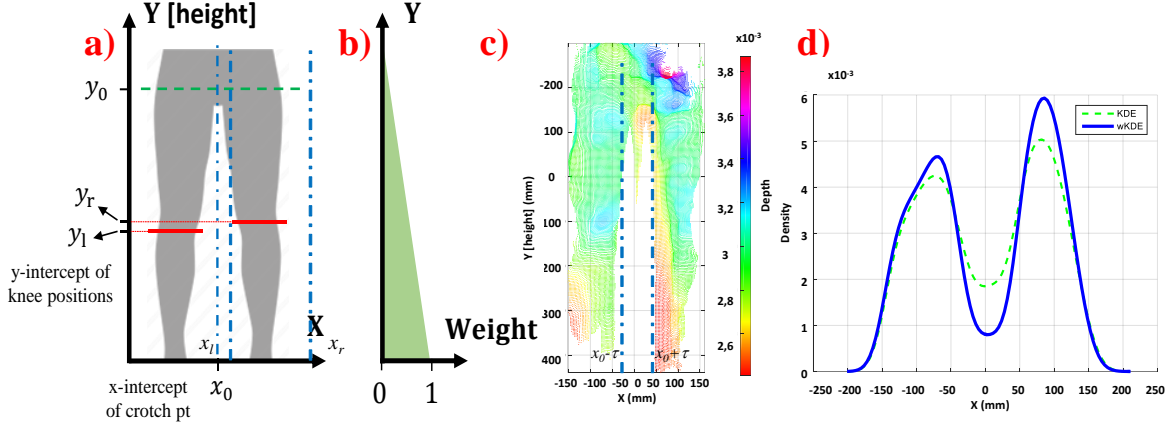 a)
Y [height]
y₀
yᵣ
yₗ
y-intercept of
knee positions
X
xₗ
xᵣ
x₀
x-intercept
of crotch pt
b)
Y
Weight
0
1
c)
x10⁻³
-200
100
0
100
200
300
400
Y [height] (mm)
x₀-τ
x₀+τ
-150
-100
-50
0
50
100
150
X (mm)
3,8
3,6
3,4
3,2
3
2,8
2,6
Depth
d)
x10⁻³
KDE
wKDE
6
5
4
3
2
1
0
Density
-250
-200
-150
-100
-50
0
50
100
150
200
250
X (mm)